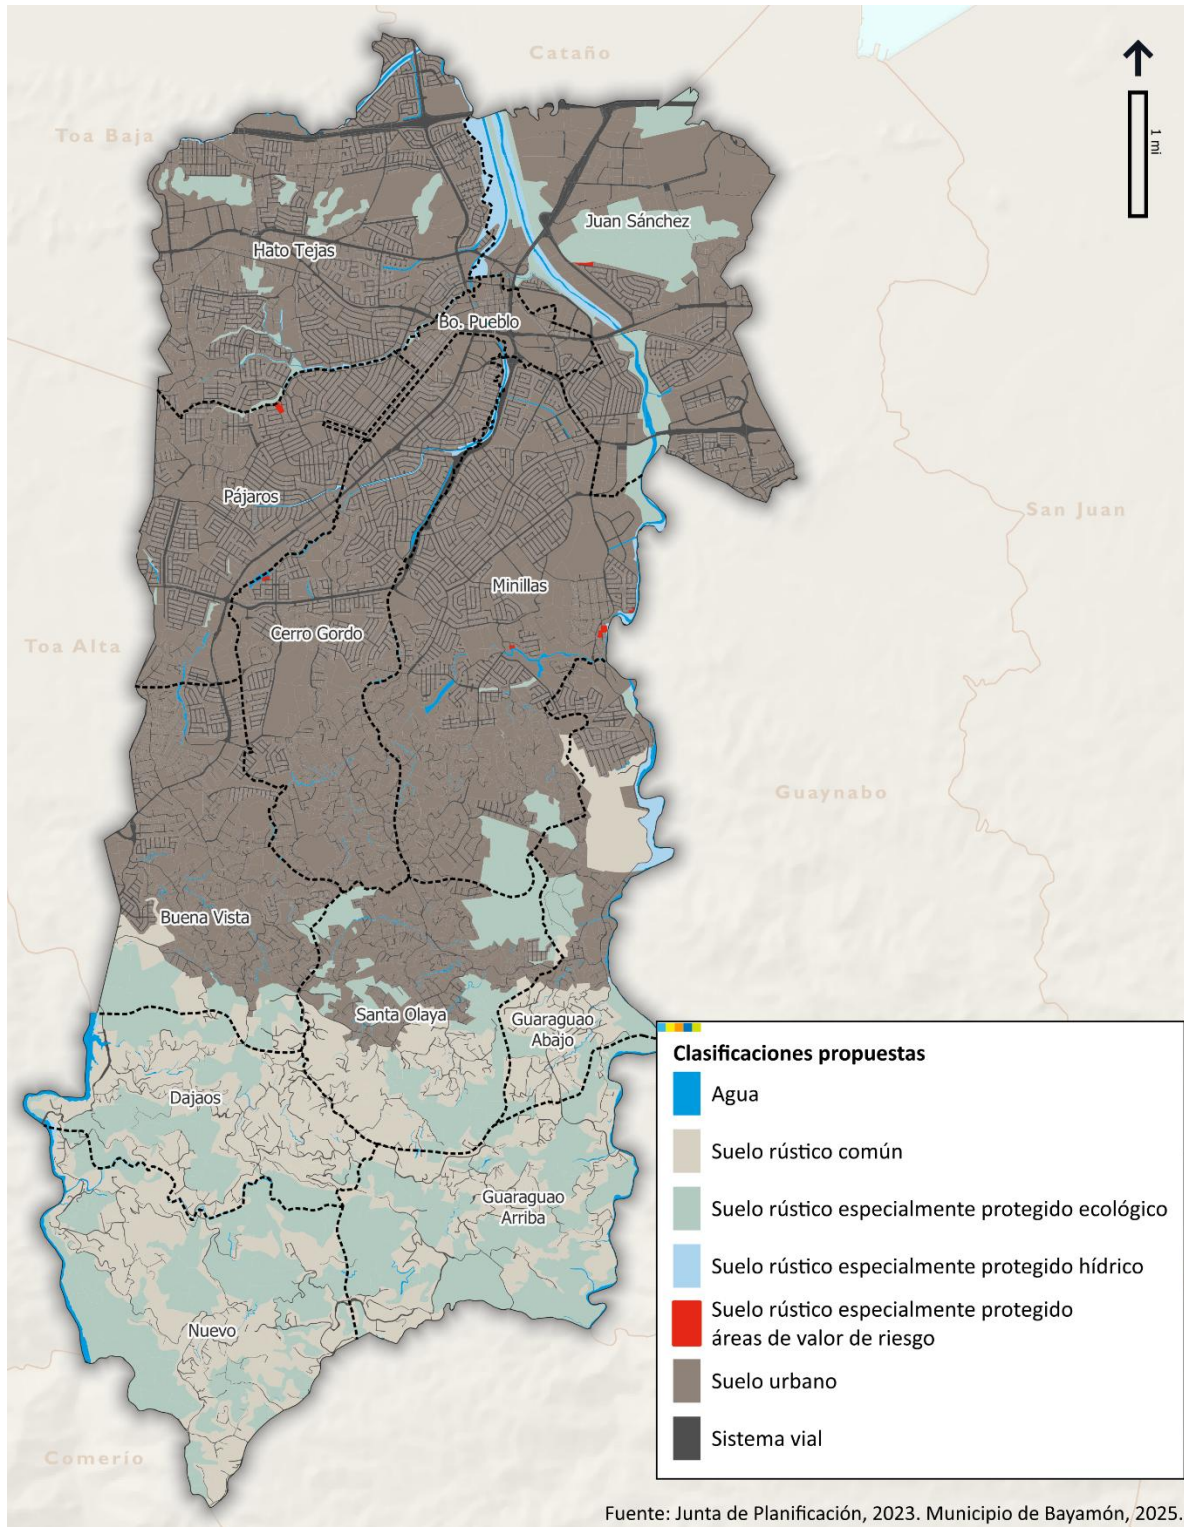 Cataño
Toa Baja
1 mi
Juan Sánchez
Hato Tejas
Bo. Pueblo
Pájaros
San Juan
Minillas
Cerro Gordo
Toa Alta
Guaynabo
Buena Vista
Santa Olaya
Guaraguao
Abajo
Dajaos
Guaraguao
Arriba
Nuevo
Comerío
Clasificaciones propuestas
Agua
Suelo rústico común
Suelo rústico especialmente protegido ecológico
Suelo rústico especialmente protegido hídrico
Suelo rústico especialmente protegido
áreas de valor de riesgo
Suelo urbano
Sistema vial
Fuente: Junta de Planificación, 2023. Municipio de Bayamón, 2025.